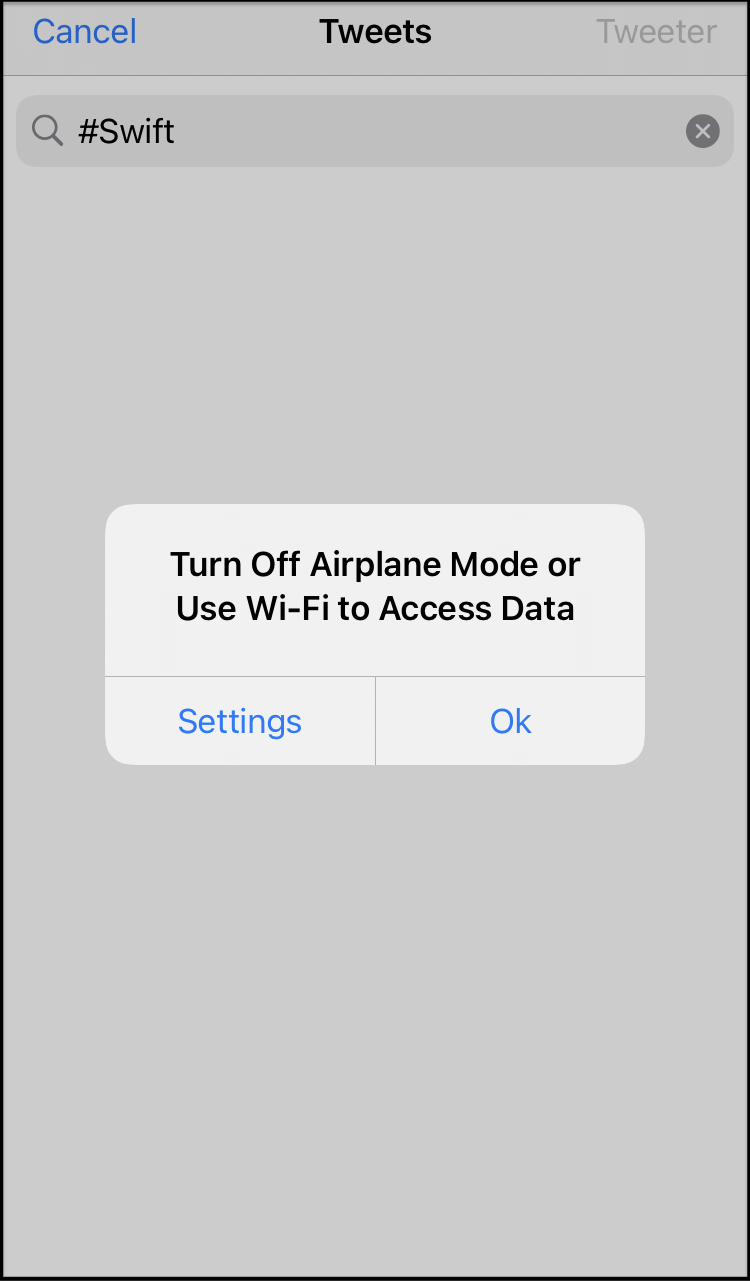 Cancel Tweets Tweeter
#Swift
Turn Off Airplane Mode or
Use Wi-Fi to Access Data
Settings Ok